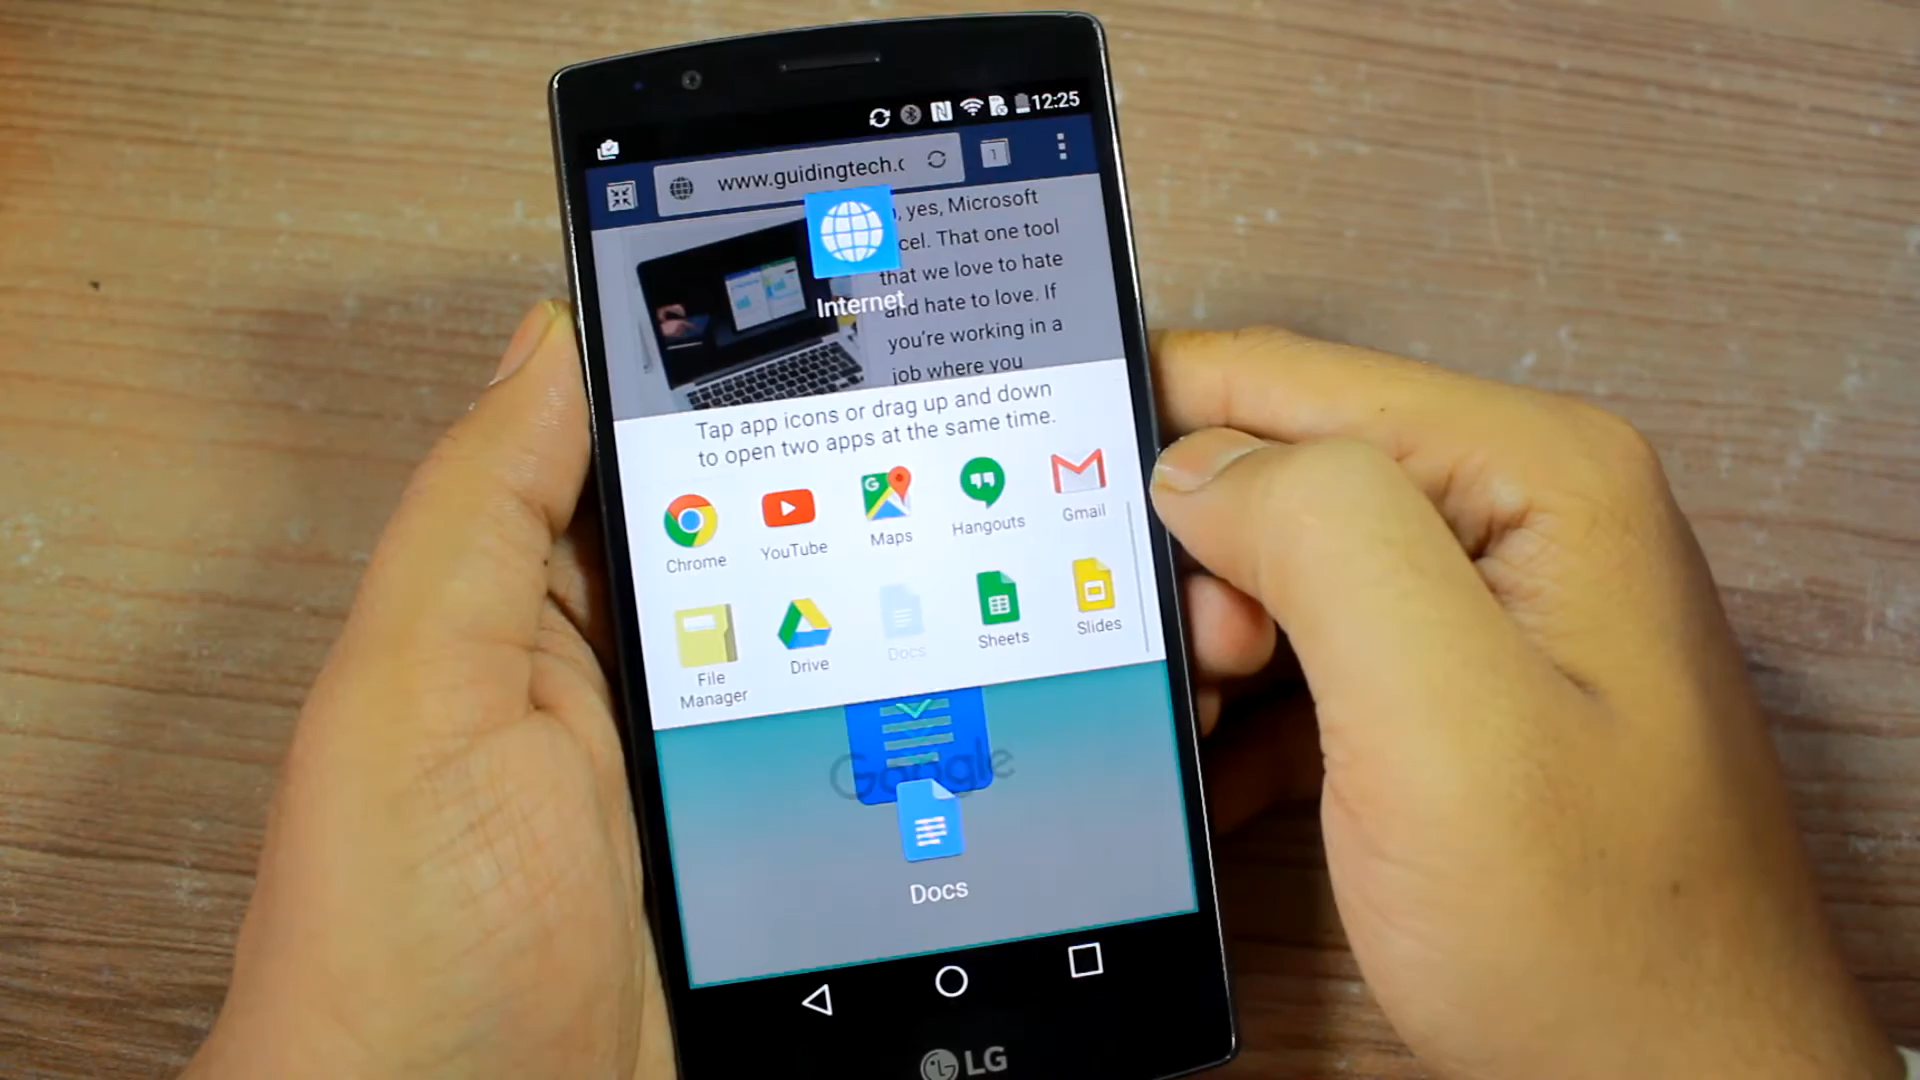 12:25
www.guidingtech.c
1
, yes, Microsoft
cel. That one tool
that we love to hate
and hate to love. If
you're working in a
job where you
Internet
Tap app icons or drag up and down
to open two apps at the same time.
Chrome
YouTube
Maps
Hangouts
Gmail
File
Manager
Drive
Docs
Sheets
Slides
Google
Docs
LG